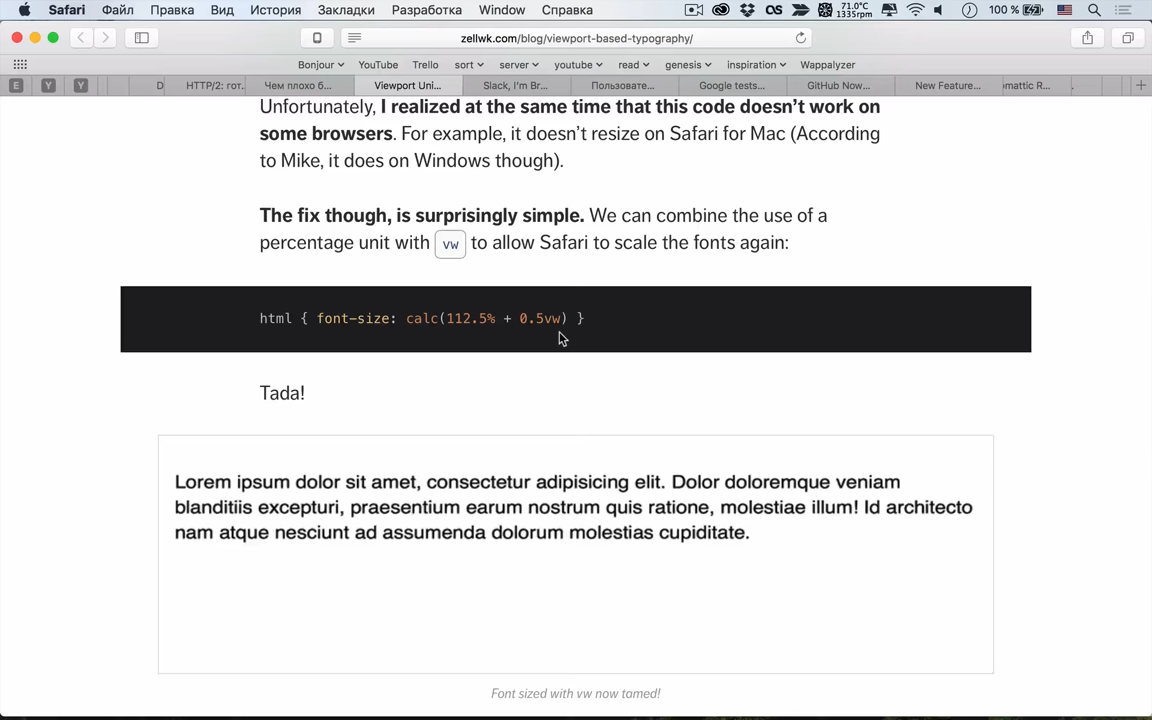 Safari Файл Правка Вид История Закладки Разработка Window Справка 71.0°C 1335rpm 100 %
zellwk.com/blog/viewport-based-typography/
Bonjour YouTube Trello sort server youtube read genesis inspiration Wappalyzer
E Y Y D HTTP/2: гот. Чем плохо б Viewport Uni... Slack, I'm Br... Пользовате... Google tests... GitHub Now... New Feature... mattic R...
Unfortunately, I realized at the same time that this code doesn’t work on
some browsers. For example, it doesn’t resize on Safari for Mac (According
to Mike, it does on Windows though).
The fix though, is surprisingly simple. We can combine the use of a
percentage unit with vw to allow Safari to scale the fonts again:
html { font-size: calc(112.5% + 0.5vw) }
Tada!
Lorem ipsum dolor sit amet, consectetur adipisicing elit. Dolor doloremque veniam
blanditiis excepturi, praesentium earum nostrum quis ratione, molestiae illum! Id architecto
nam atque nesciunt ad assumenda dolorum molestias cupiditate.
Font sized with vw now tamed!